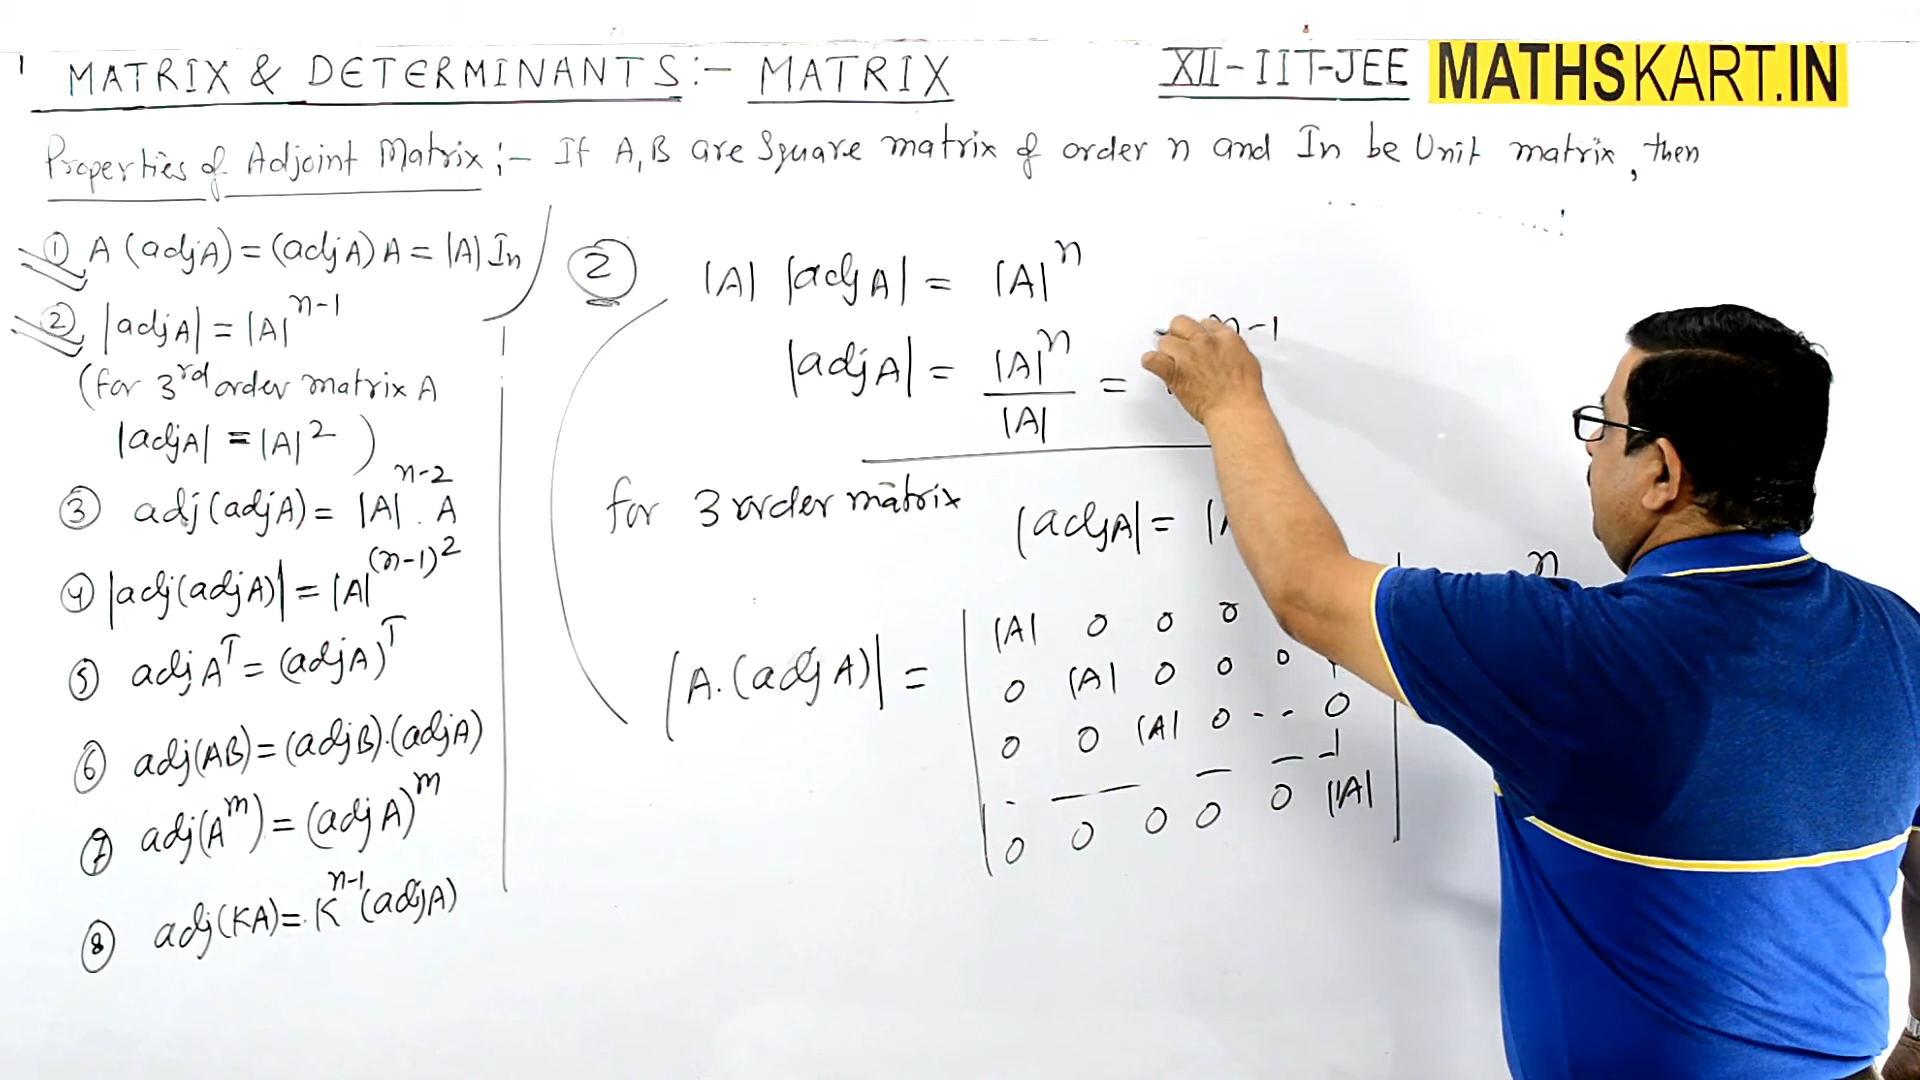 MATRIX & DETERMINANTS:- MATRIX
XII-IIT-JEE
MATHSKART.IN
Properties of Adjoint Matrix:- If A,B are Square matrix of order n and In be Unit matrix, then
① A (adjA) = (adjA) A = |A| In
② |adjA| = |A|^{n-1}
(for 3rd order matrix A
|adjA| = |A|² )
③ adj(adjA) = |A|^{n-2} . A
④ |adj(adjA)| = |A|^{(n-1)²}
⑤ adj A^T = (adjA)^T
⑥ adj(AB) = (adjB).(adjA)
⑦ adj(A^m) = (adj A)^m
⑧ adj(KA) = K^{n-1} (adjA)
②
|A| |adjA| = |A|^n
|adjA| = |A|^n / |A| = n-1
for 3 order matrix |adjA| =
n
|A.(adjA)| =
|A| 0 0 0
0 |A| 0 0 0
0 0 |A| 0 - - 0
0 0 0 0 0 |A|